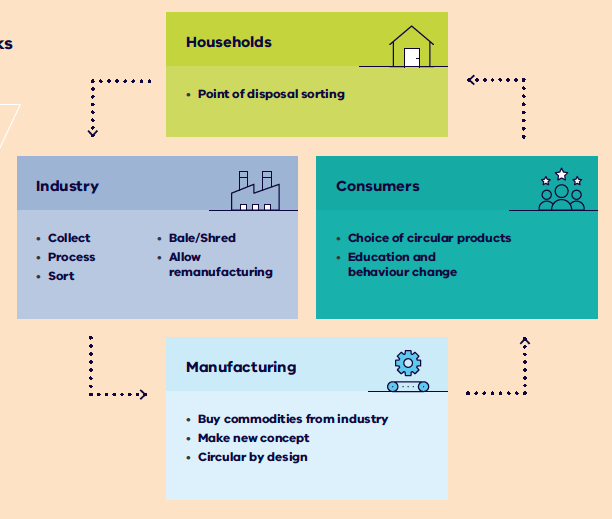 ks
Households
• Point of disposal sorting
Industry
• Collect
• Process
• Sort
• Bale/Shred
• Allow
remanufacturing
Consumers
• Choice of circular products
• Education and
behaviour change
Manufacturing
• Buy commodities from industry
• Make new concept
• Circular by design